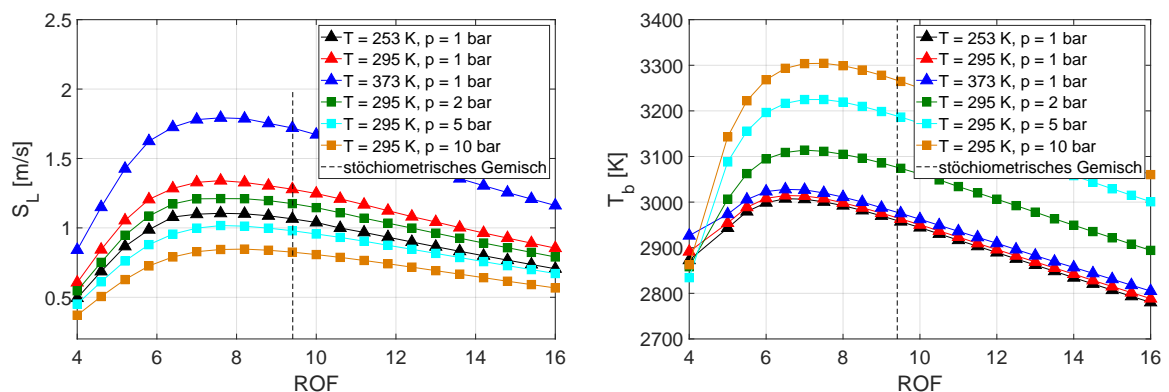 2.5
2
1.5
1
0.5
S_L [m/s]
T = 253 K, p = 1 bar
T = 295 K, p = 1 bar
T = 373 K, p = 1 bar
T = 295 K, p = 2 bar
T = 295 K, p = 5 bar
T = 295 K, p = 10 bar
stöchiometrisches Gemisch
4 6 8 10 12 14 16
ROF
3400
3300
3200
3100
3000
2900
2800
2700
T_b [K]
T = 253 K, p = 1 bar
T = 295 K, p = 1 bar
T = 373 K, p = 1 bar
T = 295 K, p = 2 bar
T = 295 K, p = 5 bar
T = 295 K, p = 10 bar
stöchiometrisches Gemisch
4 6 8 10 12 14 16
ROF